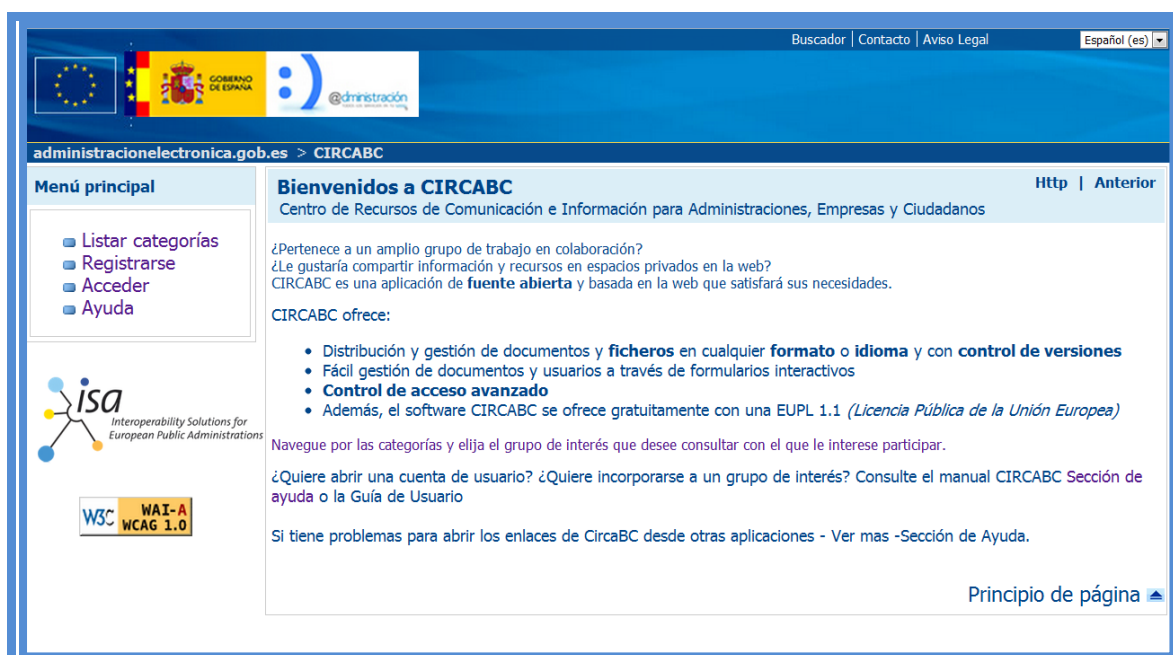 Buscador | Contacto | Aviso Legal
Español (es)
GOBIERNO
DE ESPAÑA
:)
@dministración
administracionelectronica.gob.es > CIRCABC
Menú principal
Listar categorías
Registrarse
Acceder
Ayuda
isa
Interoperability Solutions for
European Public Administrations
W3C WAI-A
WCAG 1.0
Bienvenidos a CIRCABC
Http | Anterior
Centro de Recursos de Comunicación e Información para Administraciones, Empresas y Ciudadanos
¿Pertenece a un amplio grupo de trabajo en colaboración?
¿Le gustaría compartir información y recursos en espacios privados en la web?
CIRCABC es una aplicación de fuente abierta y basada en la web que satisfará sus necesidades.
CIRCABC ofrece:
• Distribución y gestión de documentos y ficheros en cualquier formato o idioma y con control de versiones
• Fácil gestión de documentos y usuarios a través de formularios interactivos
• Control de acceso avanzado
• Además, el software CIRCABC se ofrece gratuitamente con una EUPL 1.1 (Licencia Pública de la Unión Europea)
Navegue por las categorías y elija el grupo de interés que desee consultar con el que le interese participar.
¿Quiere abrir una cuenta de usuario? ¿Quiere incorporarse a un grupo de interés? Consulte el manual CIRCABC Sección de
ayuda o la Guía de Usuario
Si tiene problemas para abrir los enlaces de CircaBC desde otras aplicaciones - Ver mas -Sección de Ayuda.
Principio de página